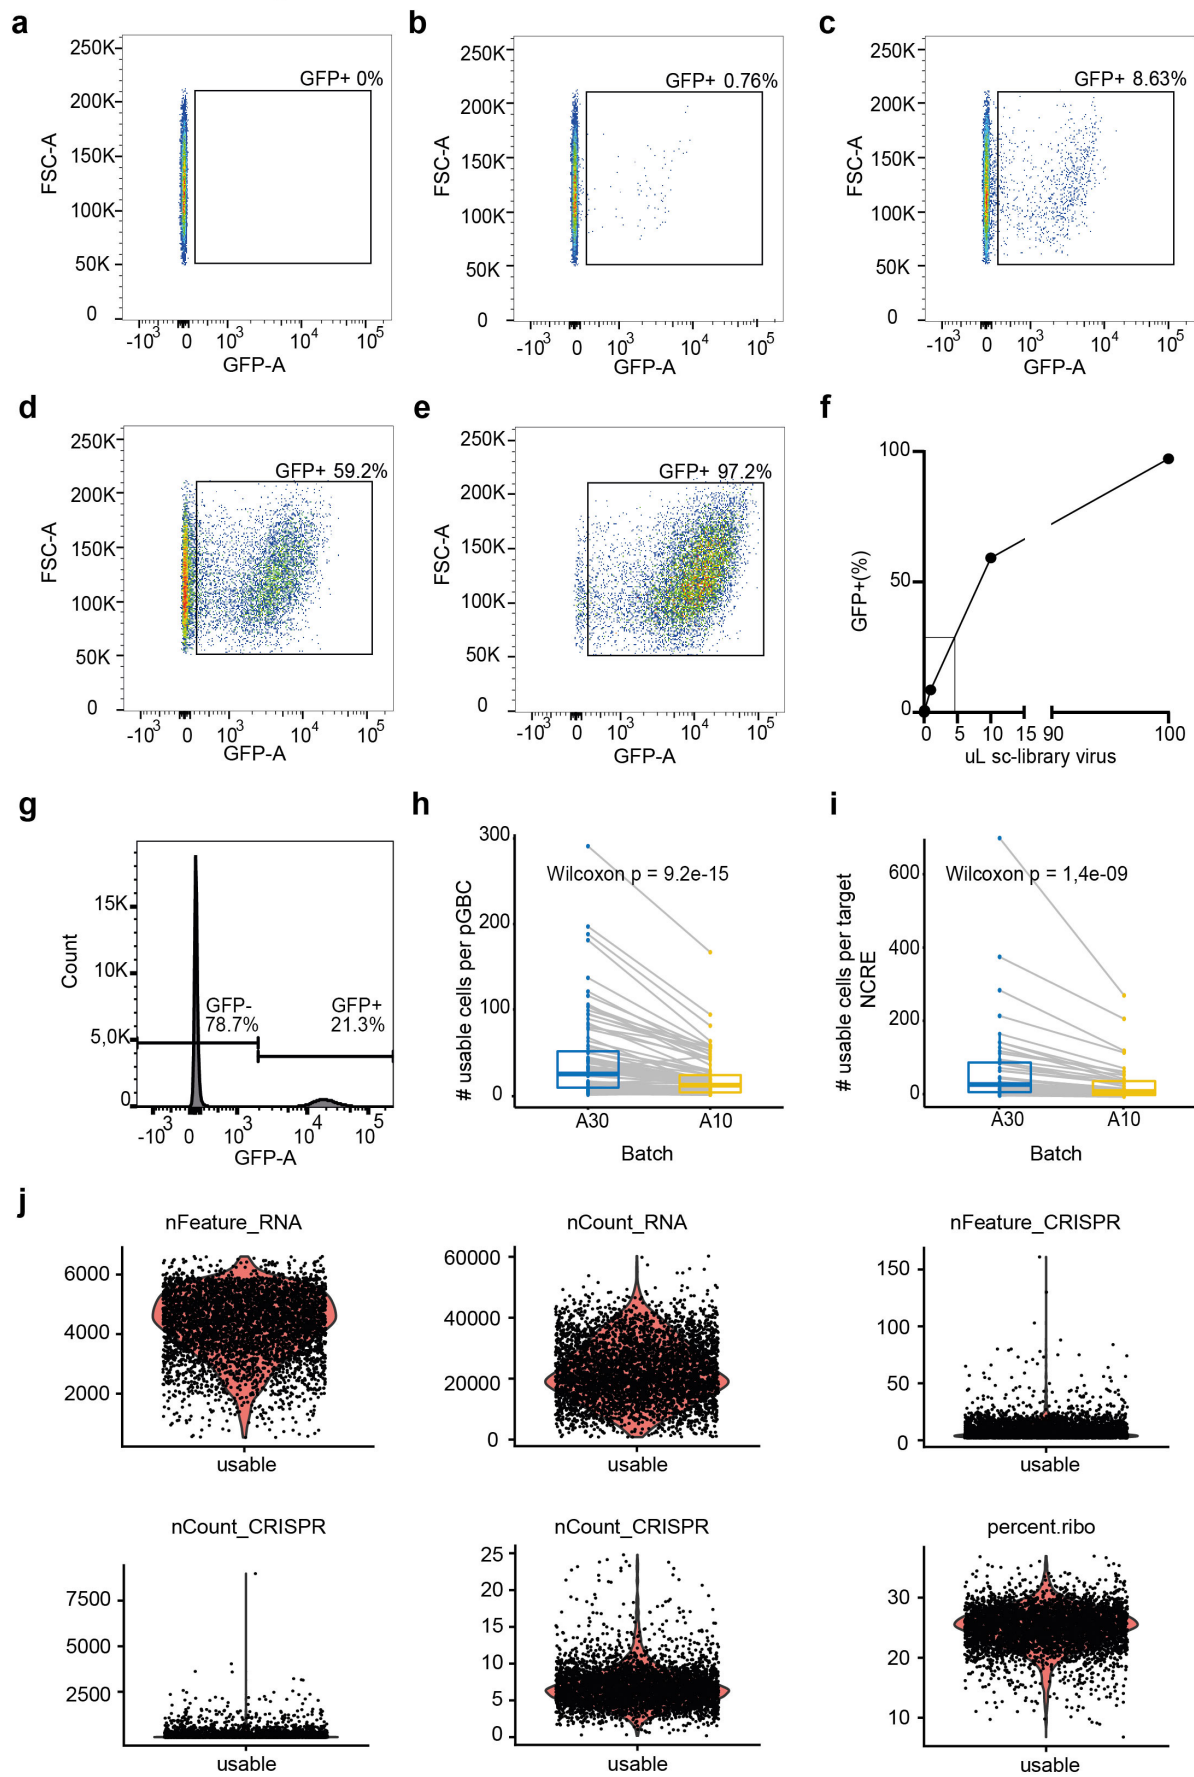 a
250K
200K
150K
100K
50K
0
FSC-A
GFP+ 0%
-10³ 0 10³ 10⁴ 10⁵
GFP-A
b
250K
200K
150K
100K
50K
0
FSC-A
GFP+ 0.76%
-10³ 0 10³ 10⁴ 10⁵
GFP-A
c
250K
200K
150K
100K
50K
0
FSC-A
GFP+ 8.63%
-10³ 0 10³ 10⁴ 10⁵
GFP-A
d
250K
200K
150K
100K
50K
0
FSC-A
GFP+ 59.2%
-10³ 0 10³ 10⁴ 10⁵
GFP-A
e
250K
200K
150K
100K
50K
0
FSC-A
GFP+ 97.2%
-10³ 0 10³ 10⁴ 10⁵
GFP-A
f
100
50
0
GFP+(%)
0 5 10 15 90 100
uL sc-library virus
g
15K
10K
5,0K
0
Count
GFP-
78.7%
GFP+
21.3%
-10³ 0 10³ 10⁴ 10⁵
GFP-A
h
300
200
100
0
# usable cells per pGBC
Wilcoxon p = 9.2e-15
A30 A10
Batch
i
600
400
200
0
# usable cells per target
NCRE
Wilcoxon p = 1,4e-09
A30 A10
Batch
j
nFeature_RNA
6000
4000
2000
usable
nCount_RNA
60000
40000
20000
0
usable
nFeature_CRISPR
150
100
50
0
usable
nCount_CRISPR
7500
5000
2500
usable
nCount_CRISPR
25
20
15
10
5
0
usable
percent.ribo
30
20
10
usable